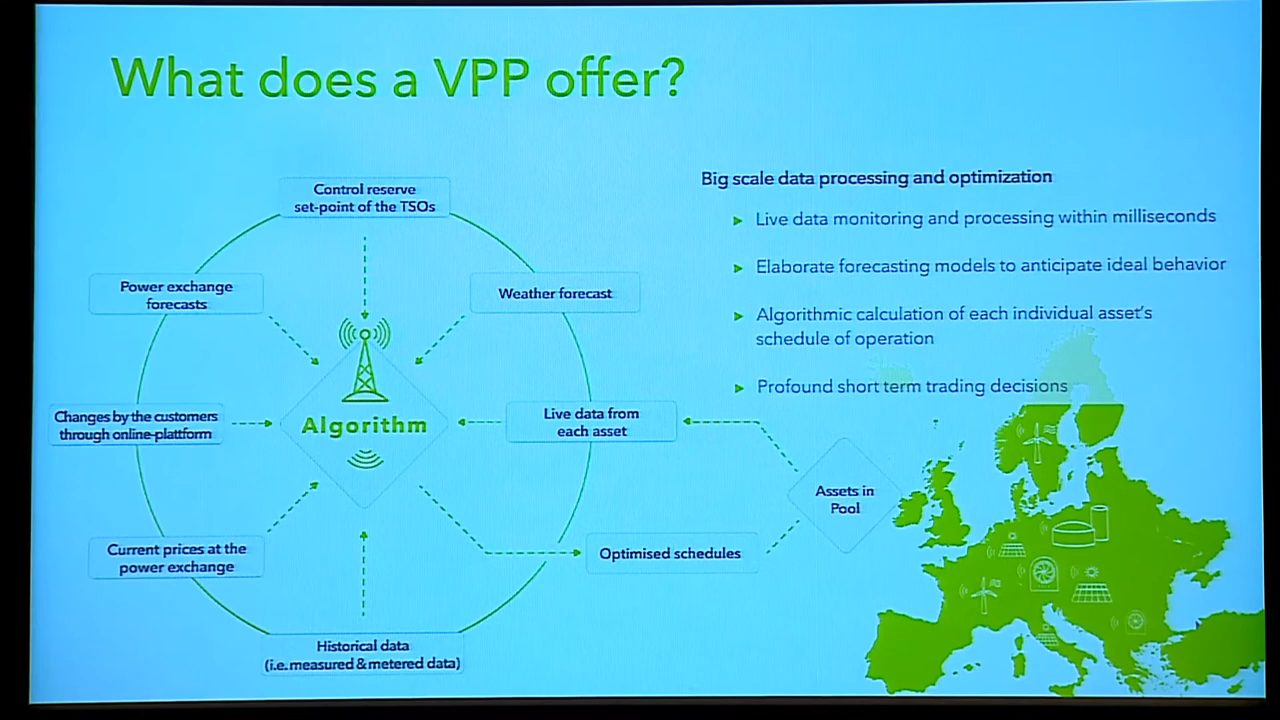 What does a VPP offer?
Control reserve
set-point of the TSOs
Power exchange
forecasts
Weather forecast
Changes by the customers
through online-plattform
Algorithm
Live data from
each asset
Current prices at the
power exchange
Optimised schedules
Historical data
(i.e. measured & metered data)
Assets in
Pool
Big scale data processing and optimization
Live data monitoring and processing within milliseconds
Elaborate forecasting models to anticipate ideal behavior
Algorithmic calculation of each individual asset's
schedule of operation
Profound short term trading decisions